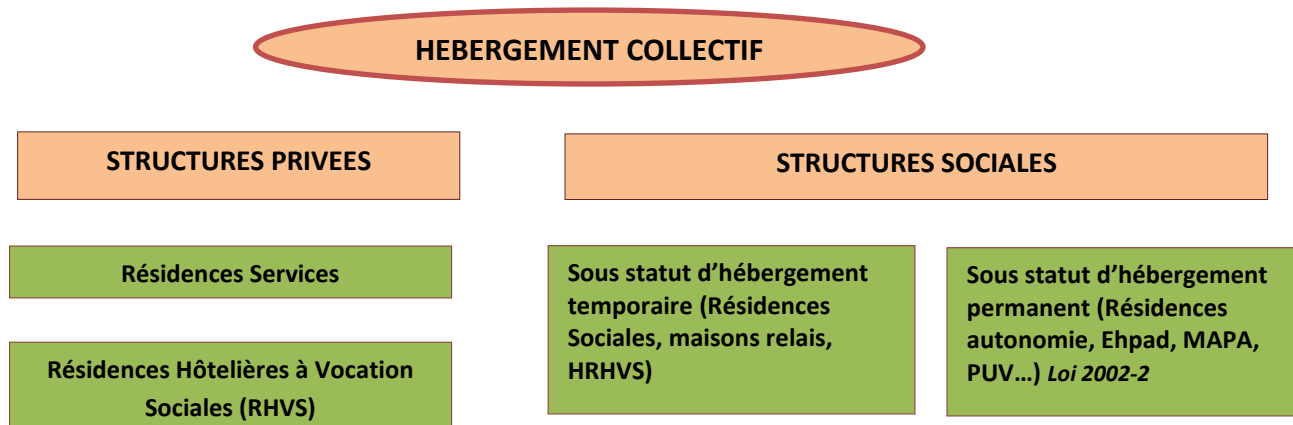 HEBERGEMENT COLLECTIF
STRUCTURES PRIVEES
STRUCTURES SOCIALES
Résidences Services
Résidences Hôtelières à Vocation
Sociales (RHVS)
Sous statut d’hébergement
temporaire (Résidences
Sociales, maisons relais,
HRHVS)
Sous statut d’hébergement
permanent (Résidences
autonomie, Ehpad, MAPA,
PUV…) Loi 2002-2